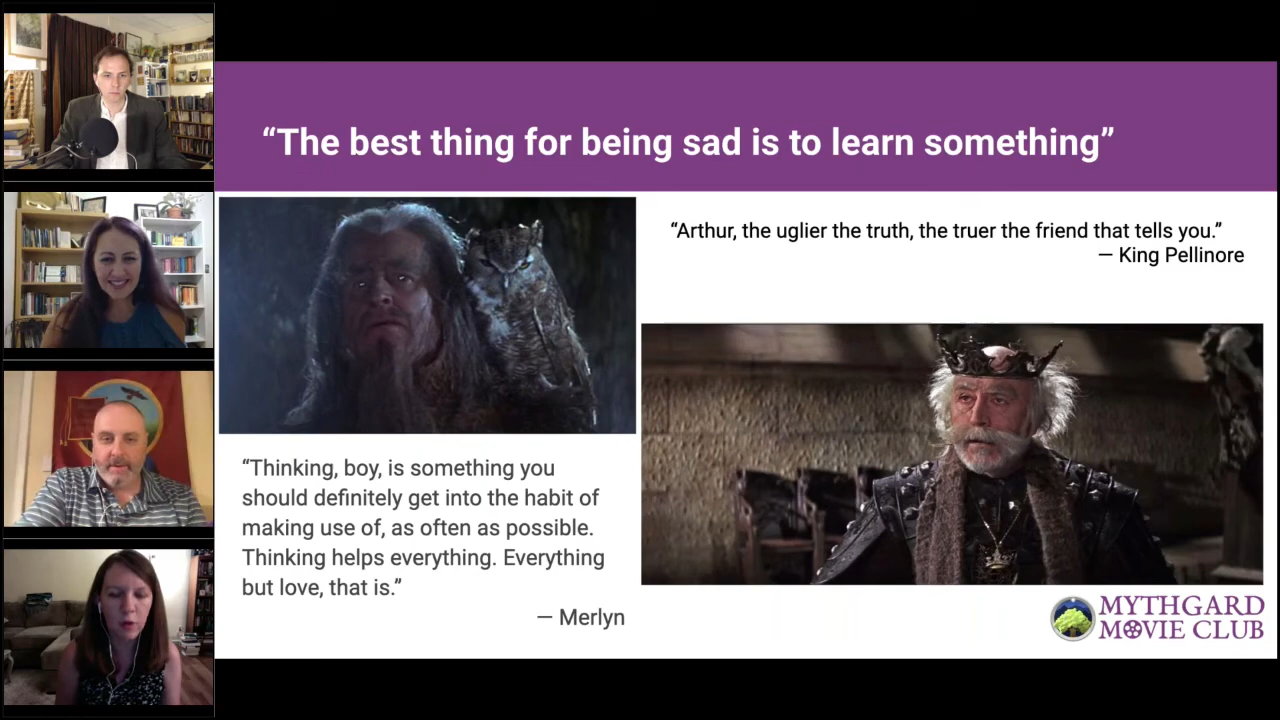 “The best thing for being sad is to learn something”
“Arthur, the uglier the truth, the truer the friend that tells you.”
— King Pellinore
“Thinking, boy, is something you
should definitely get into the habit of
making use of, as often as possible.
Thinking helps everything. Everything
but love, that is.”
— Merlyn
MYTHGARD
MOVIE CLUB